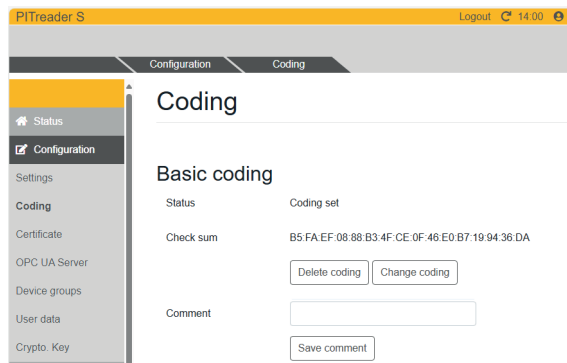 PITreader S
Logout 14:00
Configuration Coding
Coding
Status
Configuration
Settings
Coding
Certificate
OPC UA Server
Device groups
User data
Crypto. Key
Basic coding
Status Coding set
Check sum B5:FA:EF:08:88:B3:4F:CE:0F:46:E0:B7:19:94:36:DA
Delete coding Change coding
Comment
Save comment